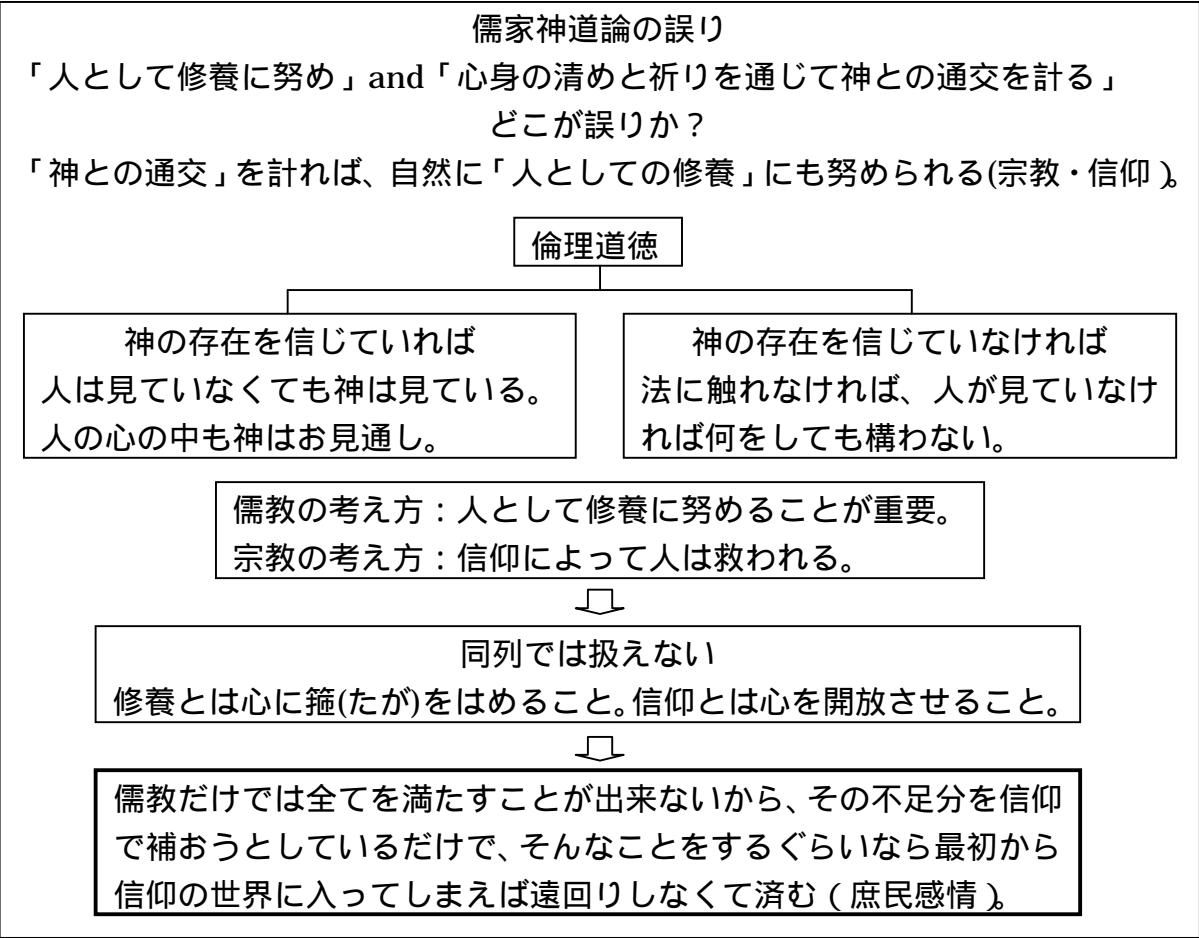 儒家神道論の誤り
「人として修養に努め」and「心身の清めと祈りを通じて神との通交を計る」
どこが誤りか?
「神との通交」を計れば、自然に「人としての修養」にも努められる(宗教・信仰)。
倫理道徳
神の存在を信じていれば
人は見ていなくても神は見ている。
人の心の中も神はお見通し。
神の存在を信じていなければ
法に触れなければ、人が見ていなけ
れば何をしても構わない。
儒教の考え方:人として修養に努めることが重要。
宗教の考え方:信仰によって人は救われる。
同列では扱えない
修養とは心に箍(たが)をはめること。信仰とは心を開放させること。
儒教だけでは全てを満たすことが出来ないから、その不足分を信仰
で補おうとしているだけで、そんなことをするぐらいなら最初から
信仰の世界に入ってしまえば遠回りしなくて済む(庶民感情)。